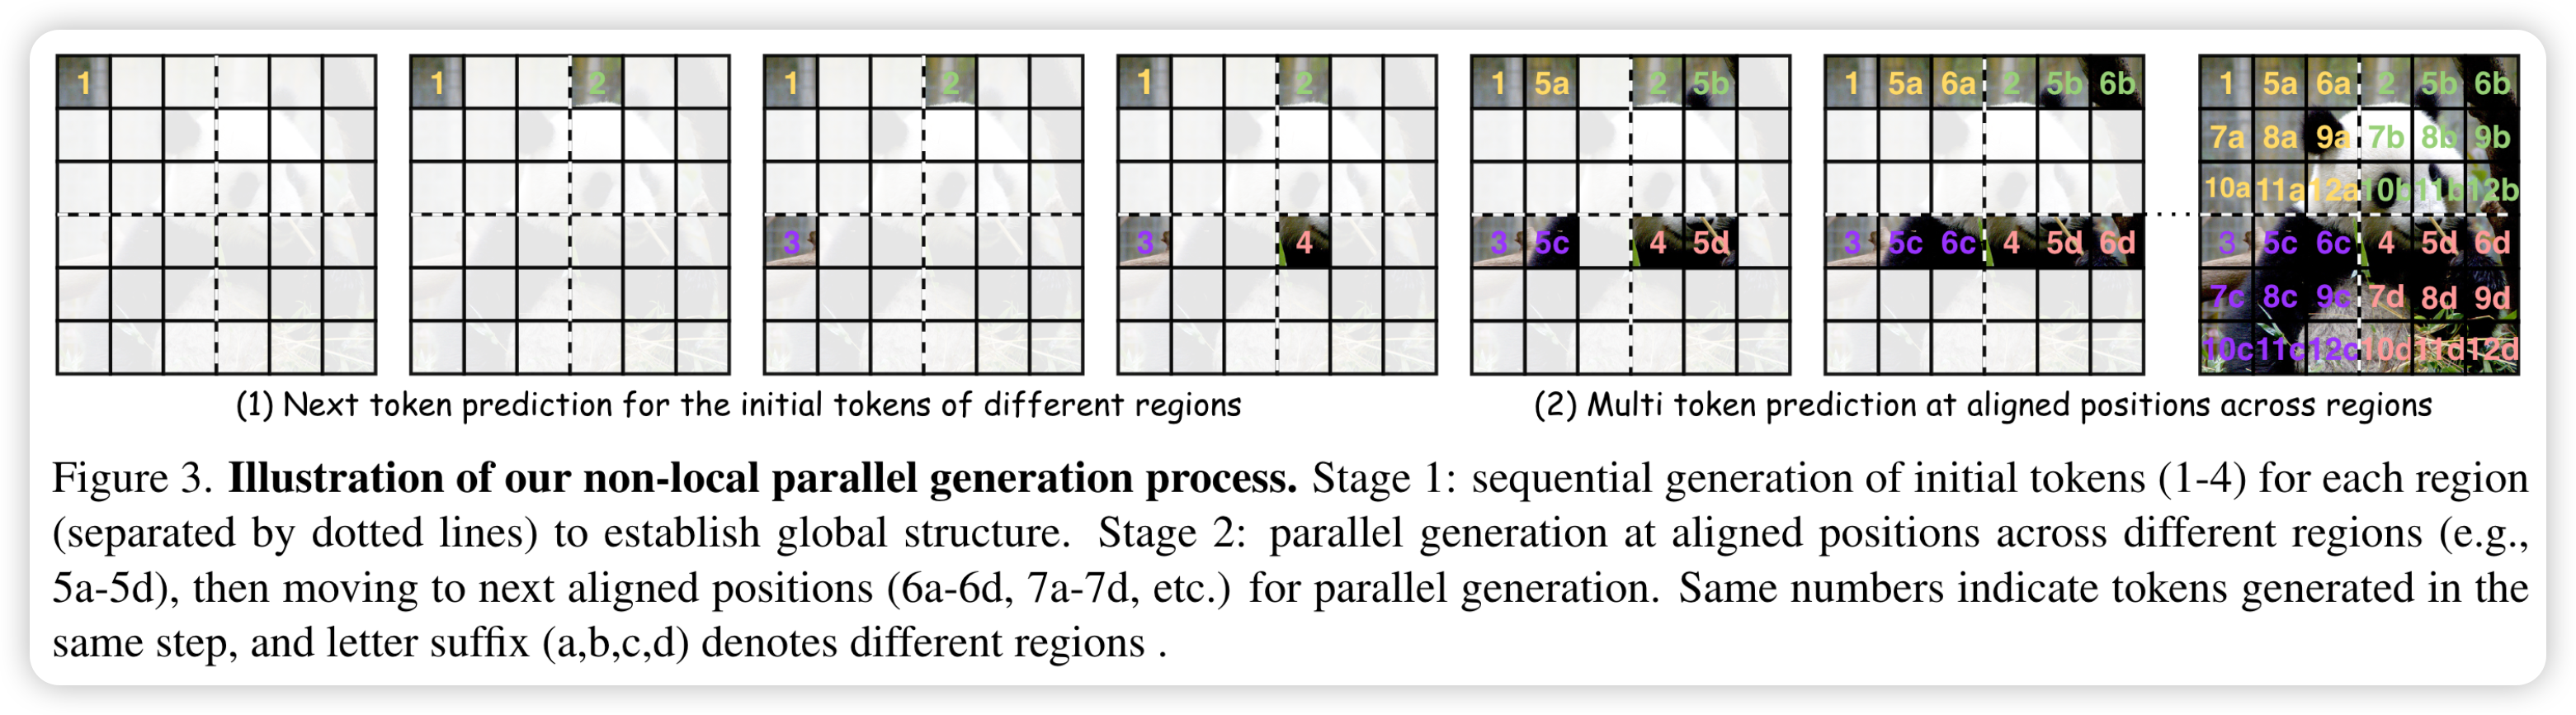 1
1 2
1 2
3
1 2
3 4
1 5a 2 5b
3 5c 4 5d
1 5a 6a 2 5b 6b
3 5c 6c 4 5d 6d
1 5a 6a 2 5b 6b
7a 8a 9a 7b 8b 9b
10a 11a 12a 10b 11b 12b
3 5c 6c 4 5d 6d
7c 8c 9c 7d 8d 9d
10c 11c 12c 10d 11d 12d
(1) Next token prediction for the initial tokens of different regions
(2) Multi token prediction at aligned positions across regions
Figure 3. Illustration of our non-local parallel generation process. Stage 1: sequential generation of initial tokens (1-4) for each region
(separated by dotted lines) to establish global structure. Stage 2: parallel generation at aligned positions across different regions (e.g.,
5a-5d), then moving to next aligned positions (6a-6d, 7a-7d, etc.) for parallel generation. Same numbers indicate tokens generated in the
same step, and letter suffix (a,b,c,d) denotes different regions .